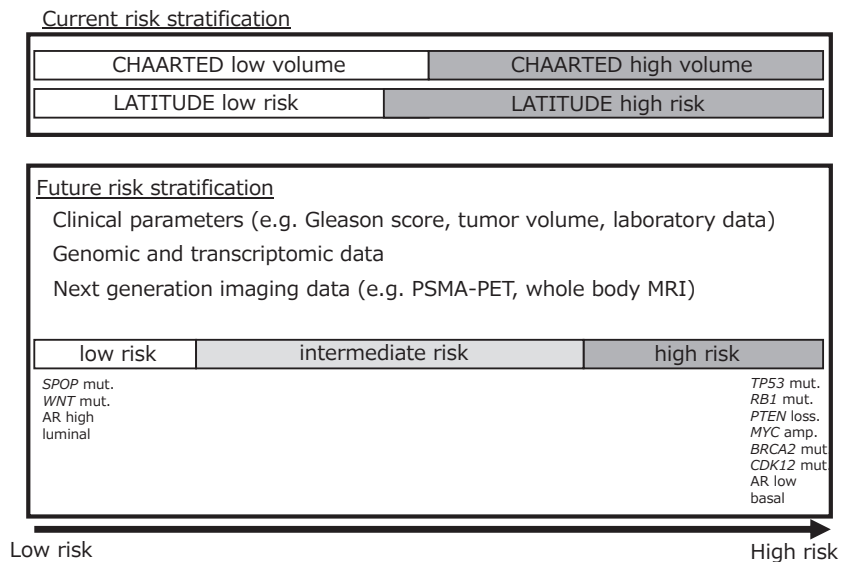 Current risk stratification
CHAARTED low volume CHAARTED high volume
LATITUDE low risk LATITUDE high risk
Future risk stratification
Clinical parameters (e.g. Gleason score, tumor volume, laboratory data)
Genomic and transcriptomic data
Next generation imaging data (e.g. PSMA-PET, whole body MRI)
low risk intermediate risk high risk
SPOP mut.
WNT mut.
AR high
luminal
TP53 mut.
RB1 mut.
PTEN loss.
MYC amp.
BRCA2 mut
CDK12 mut.
AR low
basal
Low risk High risk